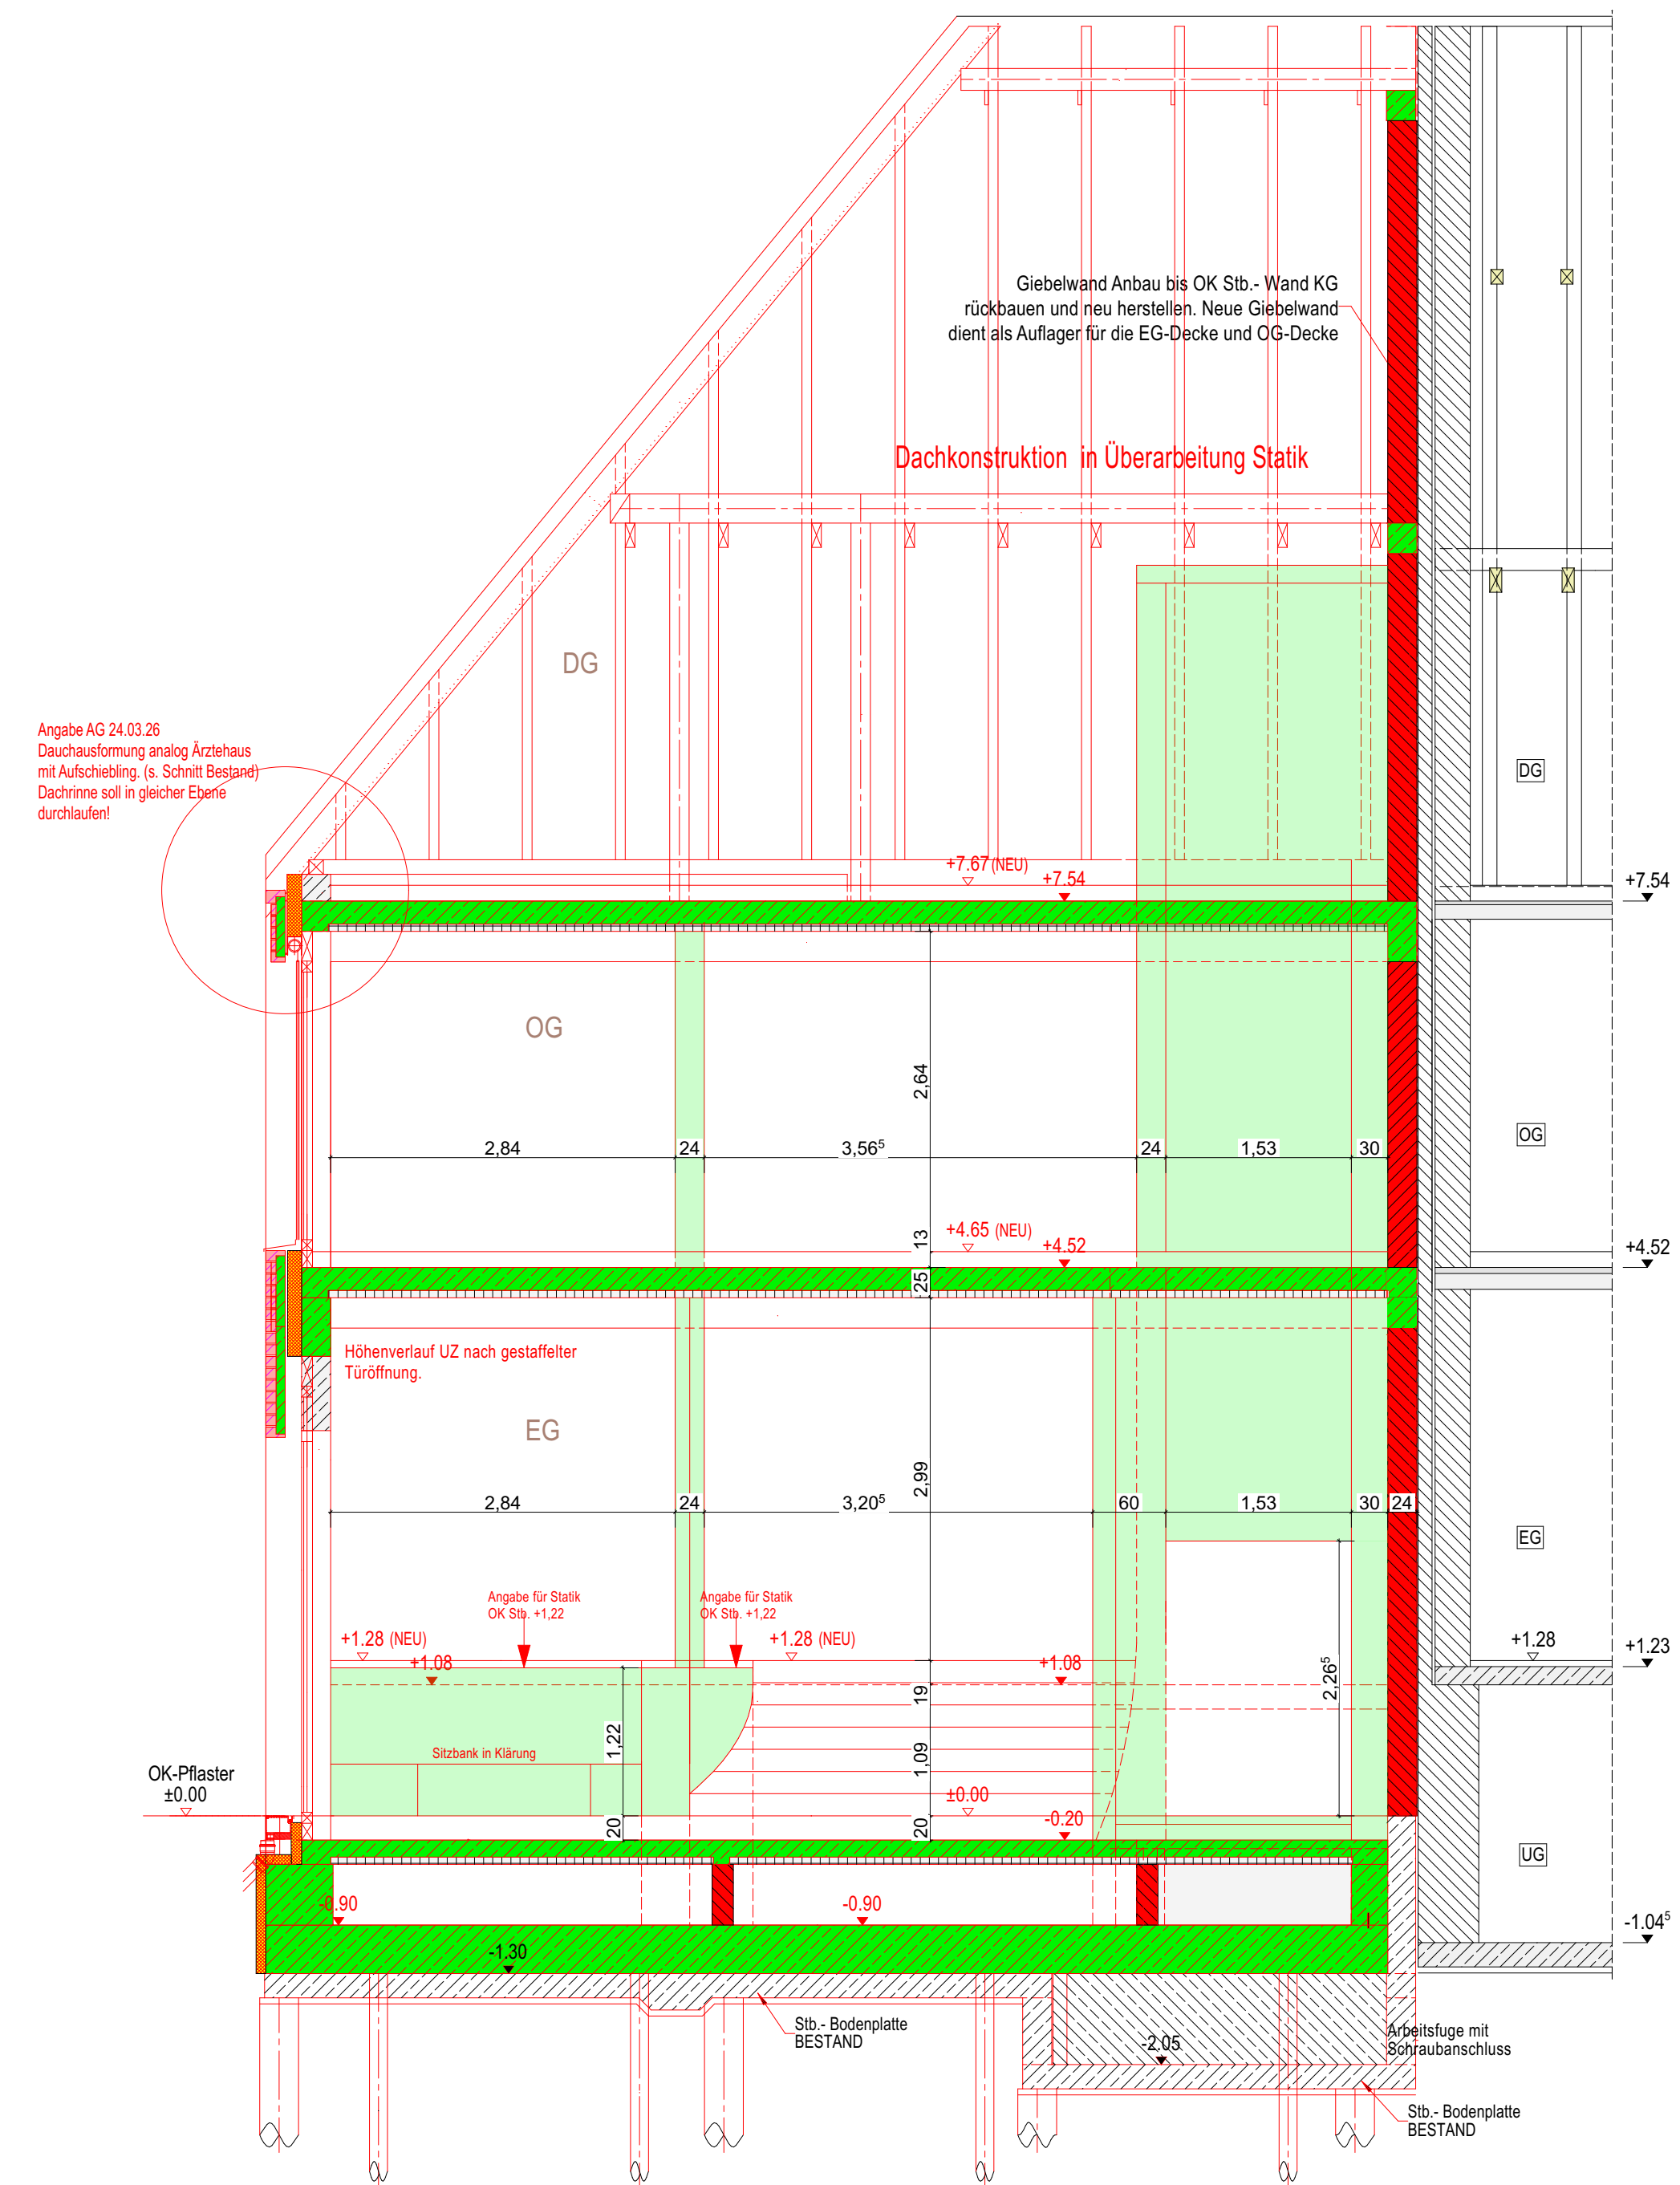 Giebelwand Anbau bis OK Stb.- Wand KG
rückbauen und neu herstellen. Neue Giebelwand
dient als Auflager für die EG-Decke und OG-Decke
Dachkonstruktion in Überarbeitung Statik
DG
Angabe AG 24.03.26
Dauchausformung analog Ärztehaus
mit Aufschiebling. (s. Schnitt Bestand)
Dachrinne soll in gleicher Ebene
durchlaufen!
DG
+7.67 (NEU)
+7.54
+7.54
OG
2,64
OG
2,84
24
3,56⁵
24
1,53
30
13
+4.65 (NEU)
+4.52
+4.52
25
Höhenverlauf UZ nach gestaffelter
Türöffnung.
EG
2,99
2,84
24
3,20⁵
60
1,53
30
24
EG
Angabe für Statik
OK Stb. +1,22
Angabe für Statik
OK Stb. +1,22
+1.28 (NEU)
+1.28 (NEU)
+1.28
+1.23
+1.08
+1.08
19
2,26⁵
1,22
1,09
Sitzbank in Klärung
OK-Pflaster
±0.00
±0.00
-0.20
20
20
UG
-0.90
-0.90
-1.04⁵
-1.30
Stb.- Bodenplatte
BESTAND
-2.05
Arbeitsfuge mit
Schraubanschluss
Stb.- Bodenplatte
BESTAND